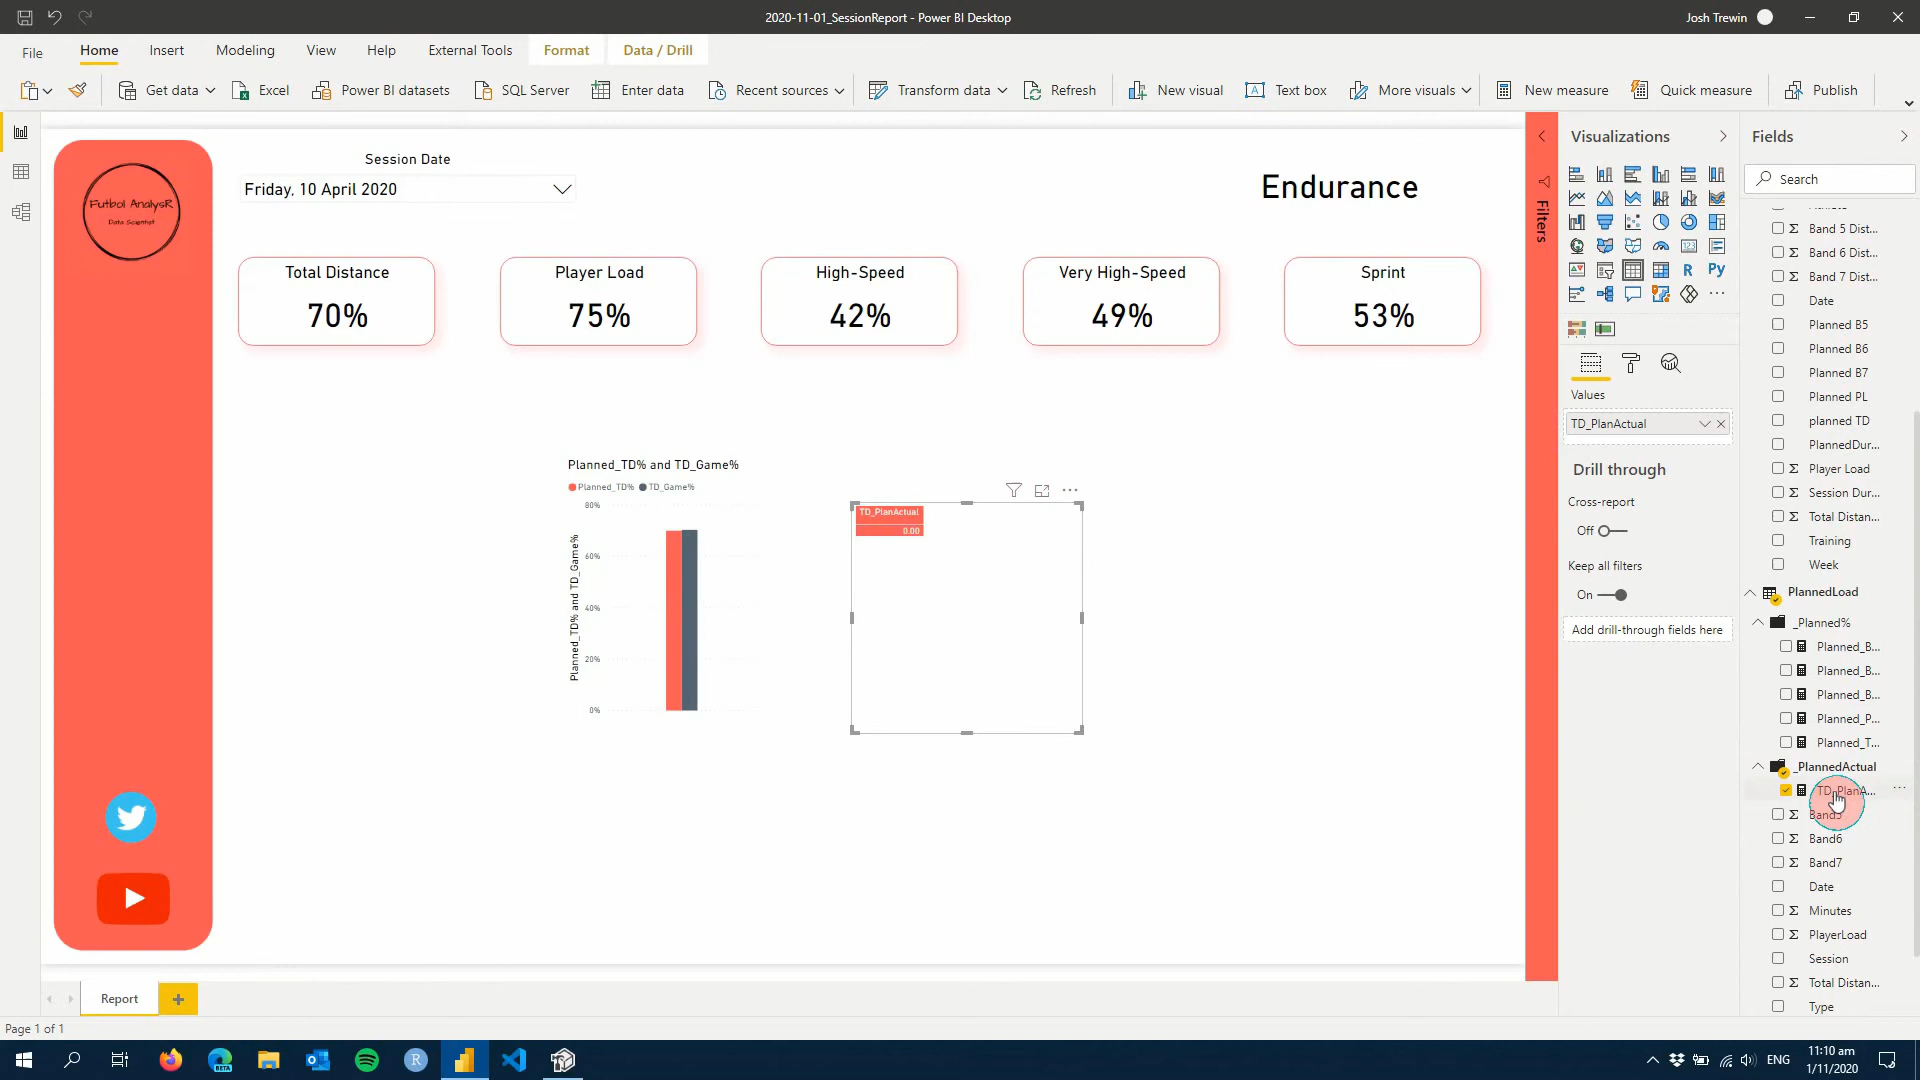 2020-11-01_SessionReport - Power BI Desktop
Josh Trewin
File
Home
Insert
Modeling
View
Help
External Tools
Format
Data / Drill
Get data
Excel
Power BI datasets
SQL Server
Enter data
Recent sources
Transform data
Refresh
New visual
Text box
More visuals
New measure
Quick measure
Publish
Futbol AnalysR
Data Scientist
Session Date
Friday, 10 April 2020
Endurance
Total Distance
70%
Player Load
75%
High-Speed
42%
Very High-Speed
49%
Sprint
53%
Planned_TD% and TD_Game%
Planned_TD%
TD_Game%
80%
60%
40%
20%
0%
Planned_TD% and TD_Game%
TD_PlanActual
0.00
Filters
Visualizations
R
Py
123
Values
TD_PlanActual
Drill through
Cross-report
Off
Keep all filters
On
Add drill-through fields here
Fields
Search
Band 5 Dist...
Band 6 Dist...
Band 7 Dist...
Date
Planned B5
Planned B6
Planned B7
Planned PL
planned TD
PlannedDur...
Player Load
Session Dur...
Total Distan...
Training
Week
PlannedLoad
_Planned%
Planned_B...
Planned_B...
Planned_B...
Planned_P...
Planned_T...
_PlannedActual
TD_PlanA...
Band5
Band6
Band7
Date
Minutes
PlayerLoad
Session
Total Distan...
Type
Report
Page 1 of 1
BETA
R
ENG
11:10 am
1/11/2020